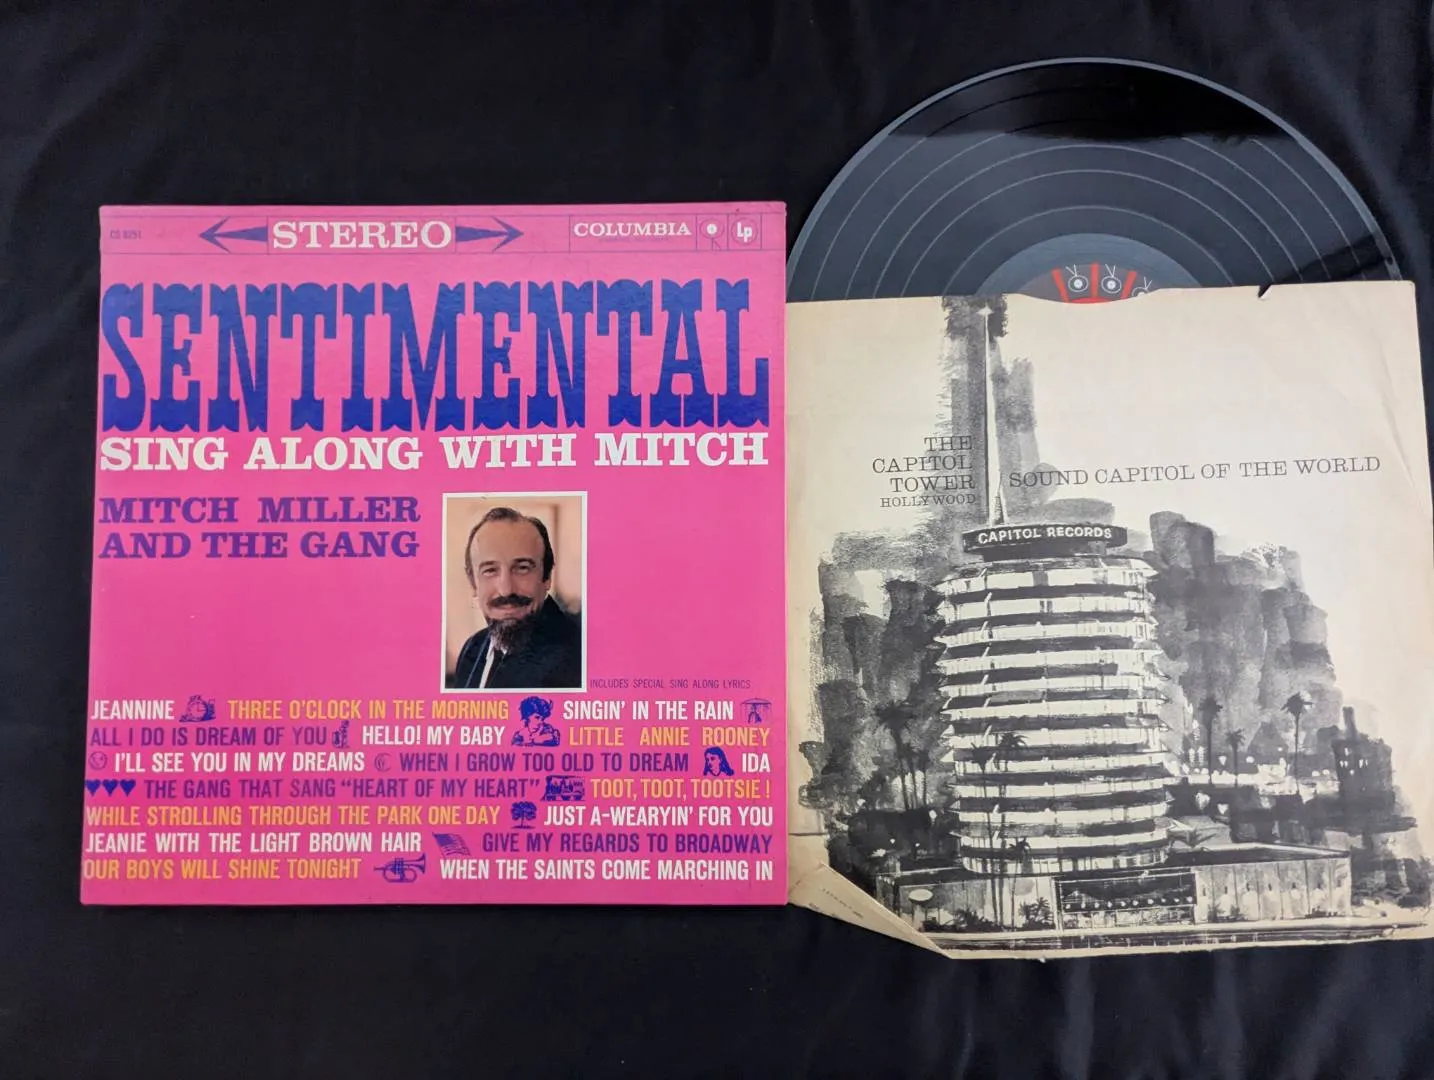 CS 8251
STEREO
COLUMBIA
Lp
SENTIMENTAL
SING ALONG WITH MITCH
MITCH MILLER
AND THE GANG
INCLUDES SPECIAL SING ALONG LYRICS
JEANNINE THREE O'CLOCK IN THE MORNING SINGIN' IN THE RAIN
ALL I DO IS DREAM OF YOU HELLO! MY BABY LITTLE ANNIE ROONEY
I'LL SEE YOU IN MY DREAMS WHEN I GROW TOO OLD TO DREAM IDA
THE GANG THAT SANG "HEART OF MY HEART" TOOT, TOOT, TOOTSIE!
WHILE STROLLING THROUGH THE PARK ONE DAY JUST A-WEARYIN' FOR YOU
JEANIE WITH THE LIGHT BROWN HAIR GIVE MY REGARDS TO BROADWAY
OUR BOYS WILL SHINE TONIGHT WHEN THE SAINTS COME MARCHING IN
THE
CAPITOL
TOWER
HOLLYWOOD
SOUND CAPITOL OF THE WORLD
CAPITOL RECORDS